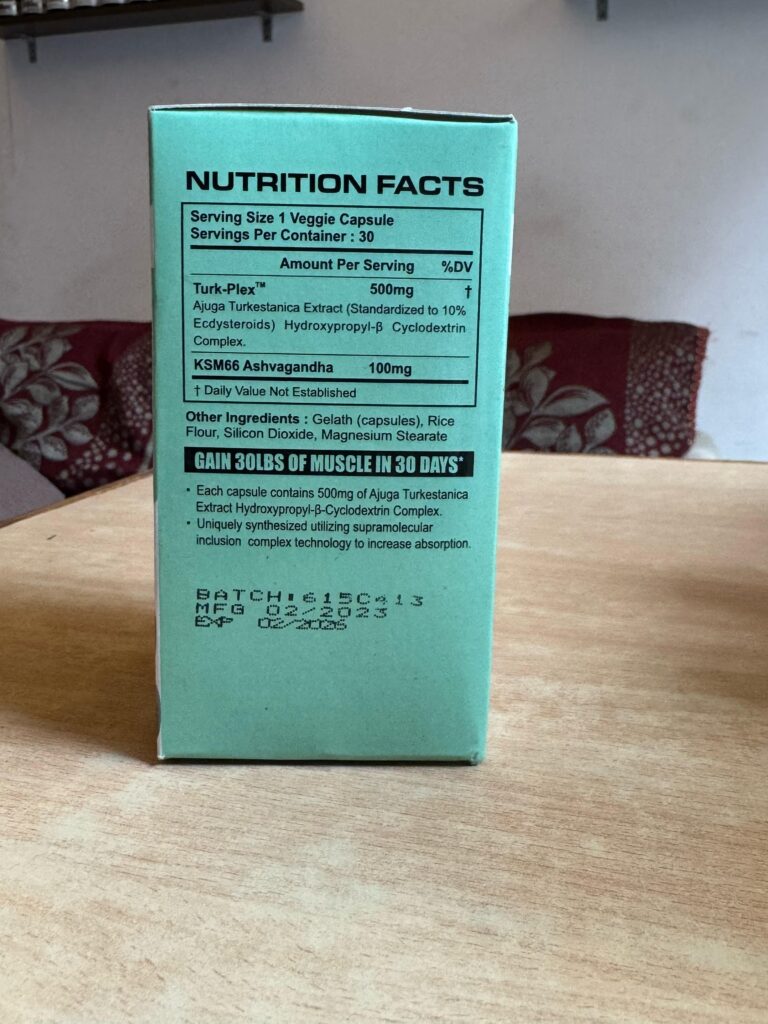 NUTRITION FACTS
Serving Size 1 Veggie Capsule
Servings Per Container : 30
Amount Per Serving %DV
Turk-Plex™ 500mg †
Ajuga Turkestanica Extract (Standardized to 10%
Ecdysteroids) Hydroxypropyl-β Cyclodextrin
Complex.
KSM66 Ashvagandha 100mg
† Daily Value Not Established
Other Ingredients : Gelath (capsules), Rice
Flour, Silicon Dioxide, Magnesium Stearate
GAIN 30LBS OF MUSCLE IN 30 DAYS*
• Each capsule contains 500mg of Ajuga Turkestanica
Extract Hydroxypropyl-β-Cyclodextrin Complex.
• Uniquely synthesized utilizing supramolecular
inclusion complex technology to increase absorption.
BATCH: 615C413
MFG 02/2023
EXP 02/2026